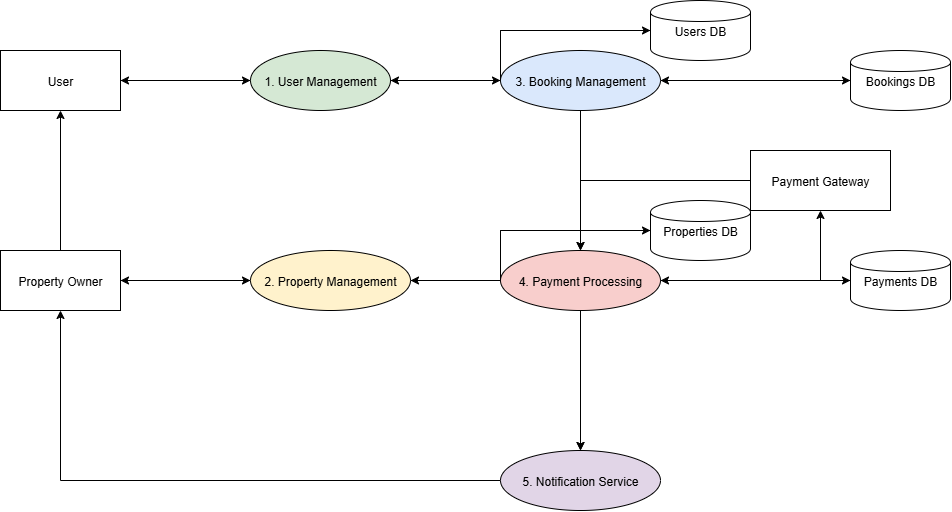 Users DB
User
1. User Management
3. Booking Management
Bookings DB
Payment Gateway
Properties DB
Property Owner
2. Property Management
4. Payment Processing
Payments DB
5. Notification Service